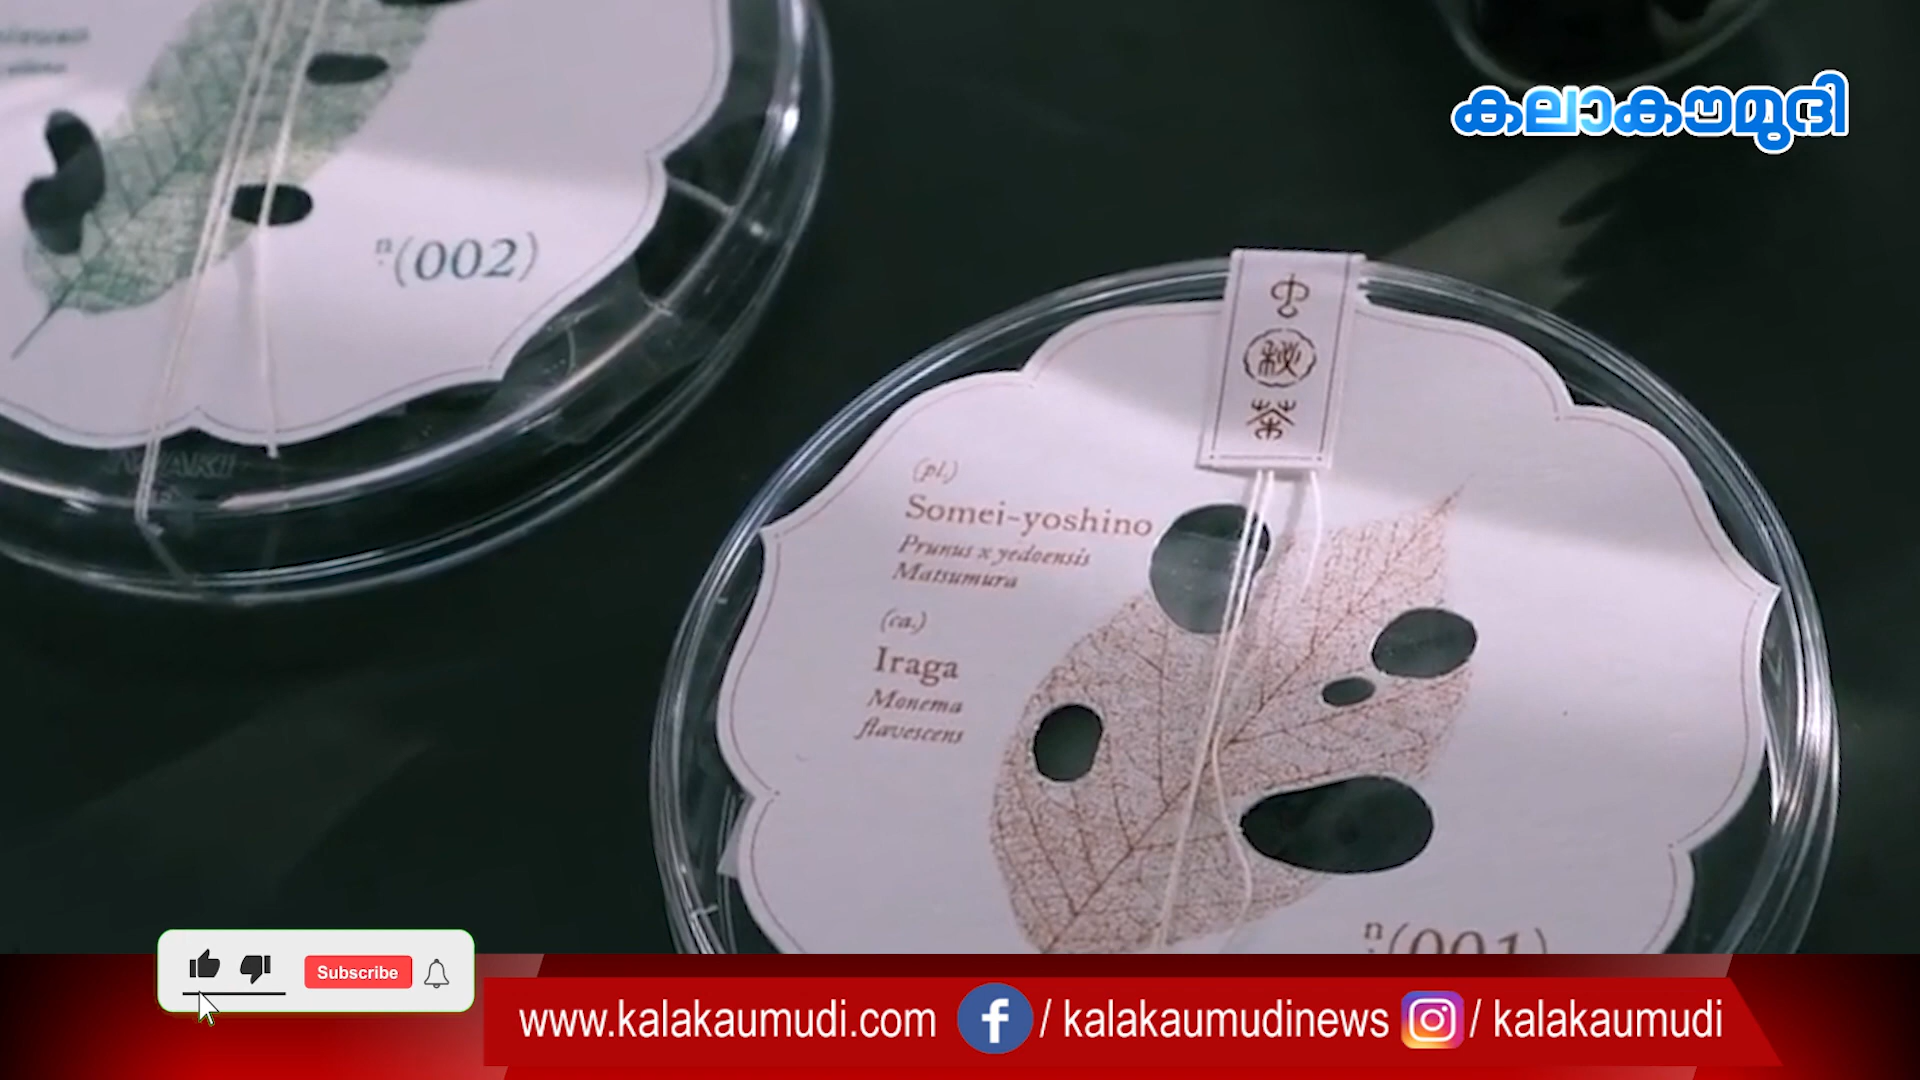 കലാകൗമുദി
n.(002)
虫
秘
茶
(pl.)
Somei-yoshino
Prunus x yedoensis
Matsumura
(ca.)
Iraga
Monema
flavescens
n.(001)
Subscribe
www.kalakaumudi.com / kalakaumudinews / kalakaumudi